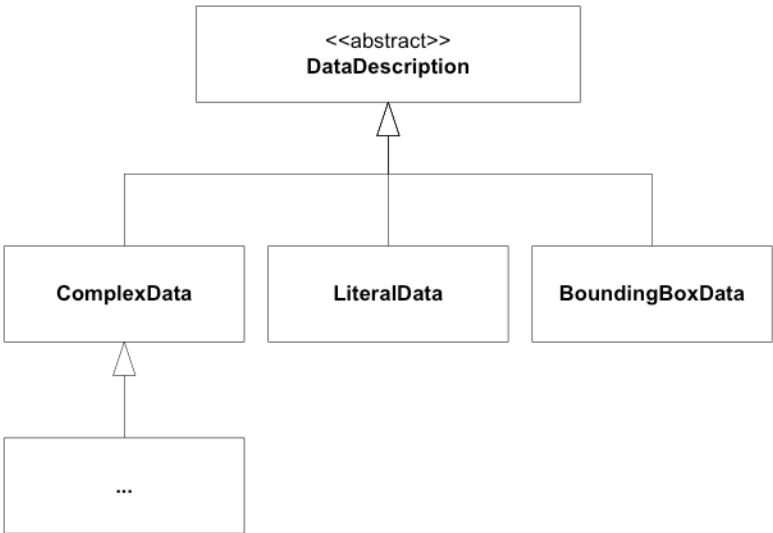 <<abstract>>
DataDescription
ComplexData
LiteralData
BoundingBoxData
...